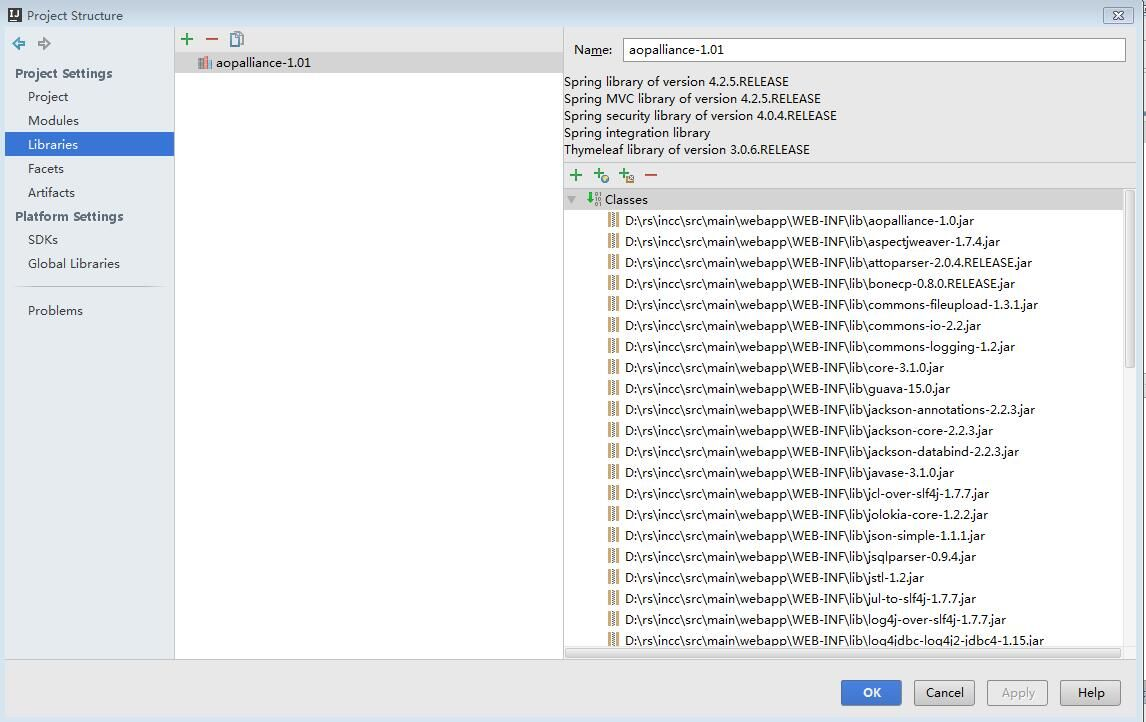 Project Structure
Project Settings
Project
Modules
Libraries
Facets
Artifacts
Platform Settings
SDKs
Global Libraries
Problems
aopalliance-1.01
Name: aopalliance-1.01
Spring library of version 4.2.5.RELEASE
Spring MVC library of version 4.2.5.RELEASE
Spring security library of version 4.0.4.RELEASE
Spring integration library
Thymeleaf library of version 3.0.6.RELEASE
Classes
D:\rs\incc\src\main\webapp\WEB-INF\lib\aopalliance-1.0.jar
D:\rs\incc\src\main\webapp\WEB-INF\lib\aspectjweaver-1.7.4.jar
D:\rs\incc\src\main\webapp\WEB-INF\lib\attoparser-2.0.4.RELEASE.jar
D:\rs\incc\src\main\webapp\WEB-INF\lib\bonecp-0.8.0.RELEASE.jar
D:\rs\incc\src\main\webapp\WEB-INF\lib\commons-fileupload-1.3.1.jar
D:\rs\incc\src\main\webapp\WEB-INF\lib\commons-io-2.2.jar
D:\rs\incc\src\main\webapp\WEB-INF\lib\commons-logging-1.2.jar
D:\rs\incc\src\main\webapp\WEB-INF\lib\core-3.1.0.jar
D:\rs\incc\src\main\webapp\WEB-INF\lib\guava-15.0.jar
D:\rs\incc\src\main\webapp\WEB-INF\lib\jackson-annotations-2.2.3.jar
D:\rs\incc\src\main\webapp\WEB-INF\lib\jackson-core-2.2.3.jar
D:\rs\incc\src\main\webapp\WEB-INF\lib\jackson-databind-2.2.3.jar
D:\rs\incc\src\main\webapp\WEB-INF\lib\javase-3.1.0.jar
D:\rs\incc\src\main\webapp\WEB-INF\lib\jcl-over-slf4j-1.7.7.jar
D:\rs\incc\src\main\webapp\WEB-INF\lib\jolokia-core-1.2.2.jar
D:\rs\incc\src\main\webapp\WEB-INF\lib\json-simple-1.1.1.jar
D:\rs\incc\src\main\webapp\WEB-INF\lib\jsqlparser-0.9.4.jar
D:\rs\incc\src\main\webapp\WEB-INF\lib\jstl-1.2.jar
D:\rs\incc\src\main\webapp\WEB-INF\lib\jul-to-slf4j-1.7.7.jar
D:\rs\incc\src\main\webapp\WEB-INF\lib\log4j-over-slf4j-1.7.7.jar
D:\rs\incc\src\main\webapp\WEB-INF\lib\log4jdbc-log4j2-jdbc4-1.15.jar
OK
Cancel
Apply
Help